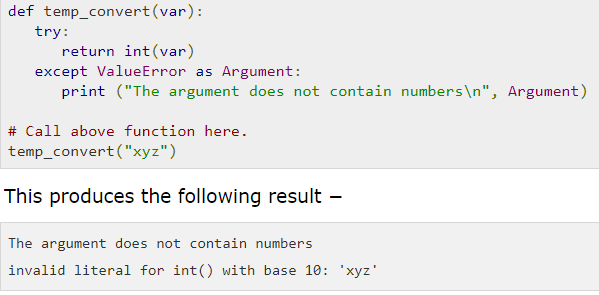 def temp_convert(var):
   try:
      return int(var)
   except ValueError as Argument:
      print ("The argument does not contain numbers\n", Argument)
# Call above function here.
temp_convert("xyz")
This produces the following result −
The argument does not contain numbers
invalid literal for int() with base 10: 'xyz'